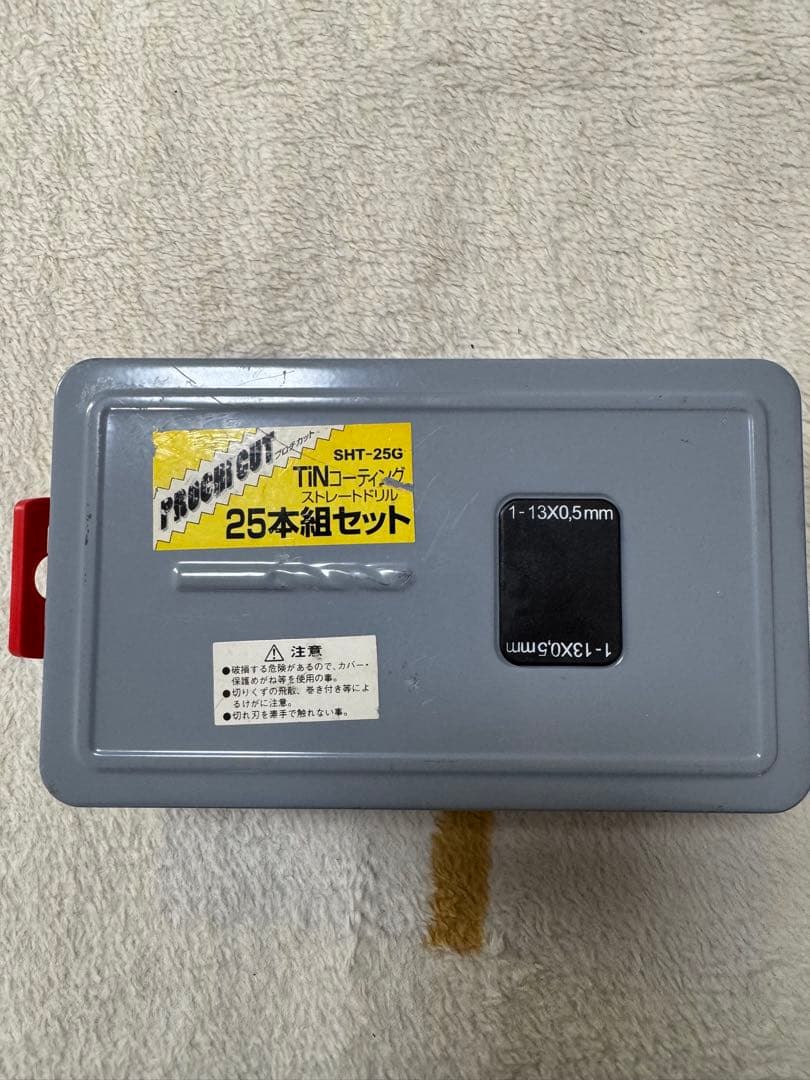 PROCHI CUT
プロチカット
SHT-25G
TiNコーティング
ストレートドリル
25本組セット
1-13X0,5mm
1-13X0,5mm
⚠ 注意
●破損する危険があるので、カバー・
保護めがね等を使用の事。
●切りくずの飛散、巻き付き等によ
るけがに注意。
●切れ刃を素手で触れない事。